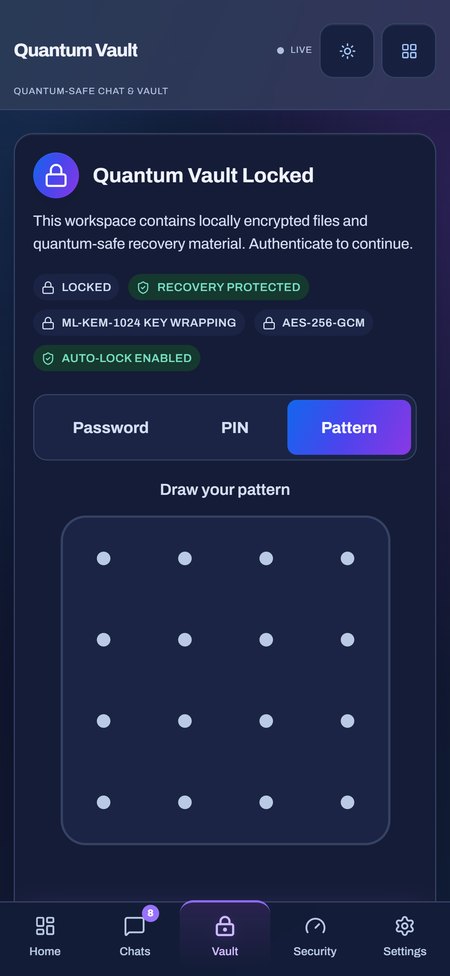 Quantum Vault
LIVE
QUANTUM-SAFE CHAT & VAULT
Quantum Vault Locked
This workspace contains locally encrypted files and
quantum-safe recovery material. Authenticate to continue.
LOCKED
RECOVERY PROTECTED
ML-KEM-1024 KEY WRAPPING
AES-256-GCM
AUTO-LOCK ENABLED
Password
PIN
Pattern
Draw your pattern
8
Home
Chats
Vault
Security
Settings